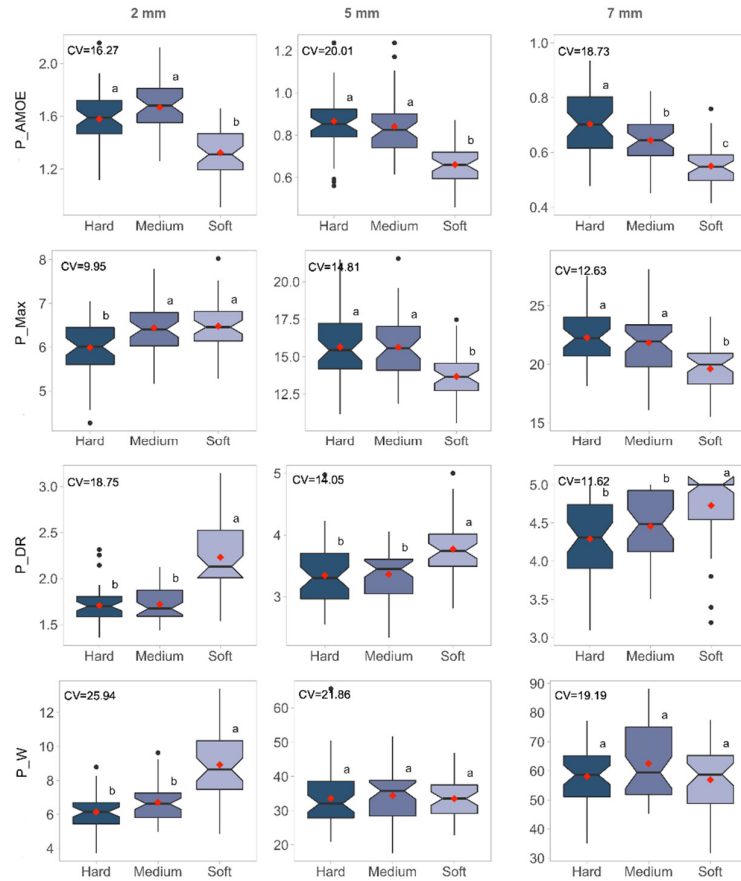 2 mm 5 mm 7 mm
P_AMOE
CV=16.27 CV=20.01 CV=18.73
2.0 1.6 1.2
a a b
1.2 1.0 0.8 0.6
a a b
1.0 0.8 0.6 0.4
a b c
Hard Medium Soft Hard Medium Soft Hard Medium Soft
P_Max
CV=9.95 CV=14.81 CV=12.63
8 7 6 5
b a a
20.0 17.5 15.0 12.5
a a b
25 20 15
a a b
Hard Medium Soft Hard Medium Soft Hard Medium Soft
P_DR
CV=18.75 CV=14.05 CV=11.62
3.0 2.5 2.0 1.5
b b a
5 4 3
b b a
5.0 4.5 4.0 3.5 3.0
b b a
Hard Medium Soft Hard Medium Soft Hard Medium Soft
P_W
CV=25.94 CV=21.86 CV=19.19
12 10 8 6 4
b b a
60 50 40 30 20
a a a
90 80 70 60 50 40 30
a a a
Hard Medium Soft Hard Medium Soft Hard Medium Soft